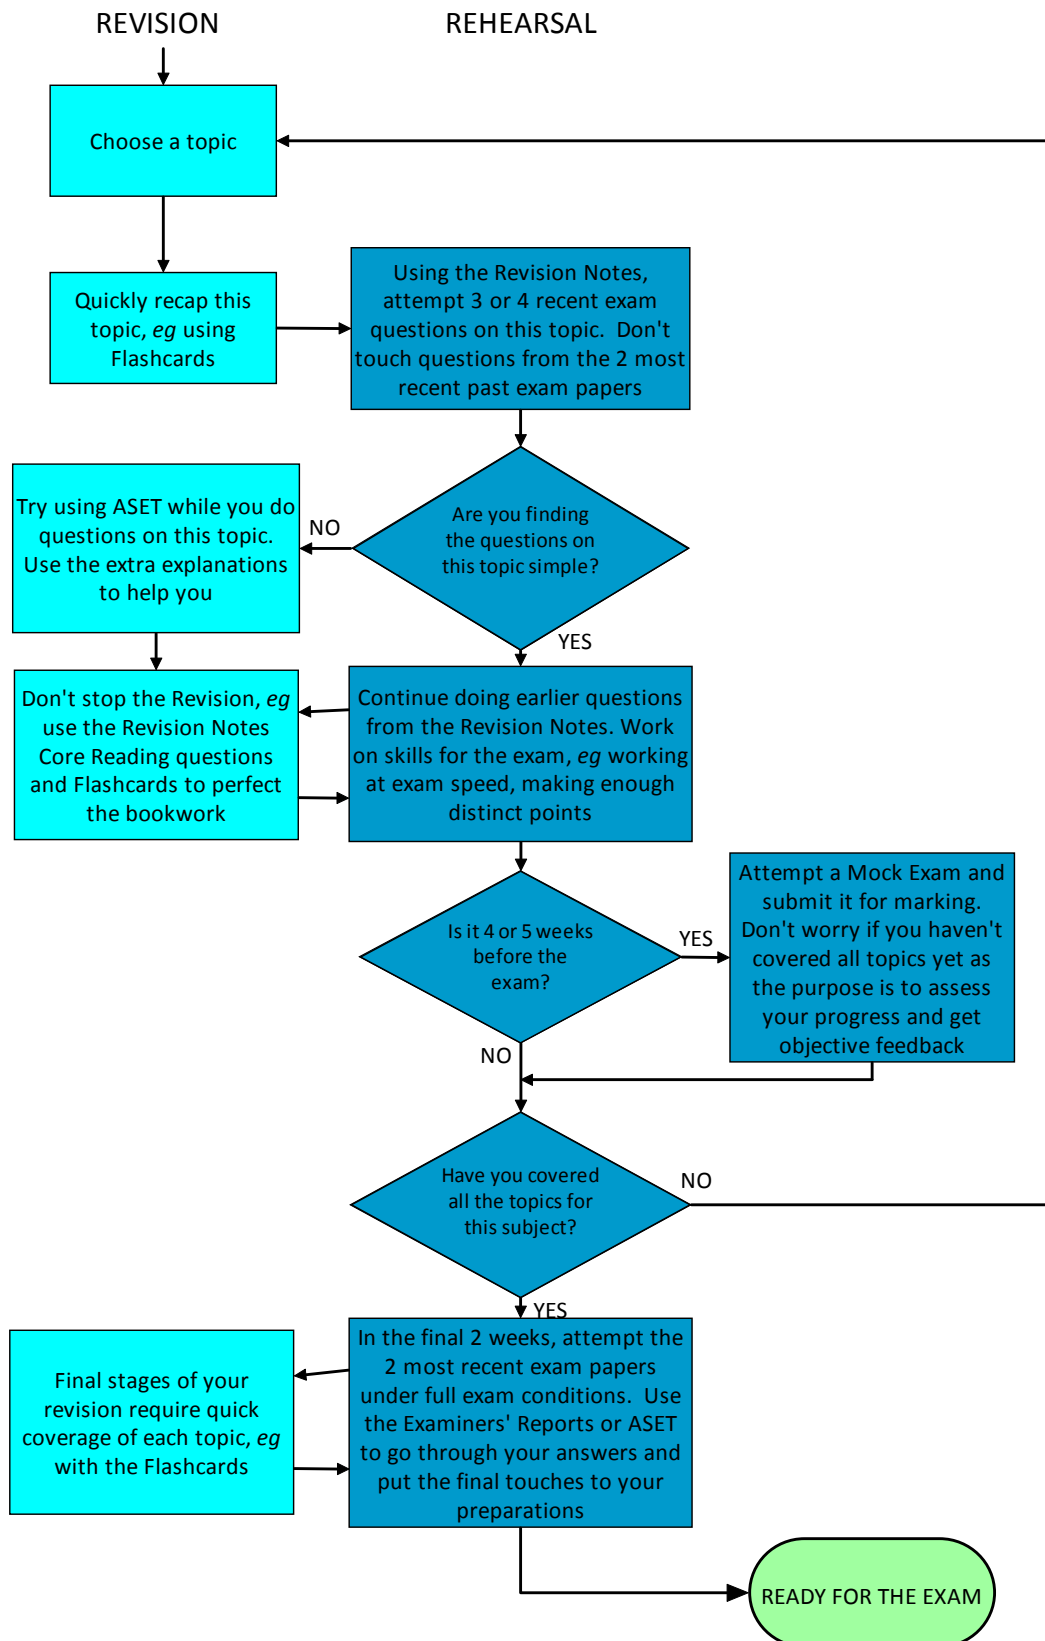 REVISION
REHEARSAL
Choose a topic
Quickly recap this
topic, eg using
Flashcards
Using the Revision Notes,
attempt 3 or 4 recent exam
questions on this topic.  Don't
touch questions from the 2 most
recent past exam papers
Try using ASET while you do
questions on this topic.
Use the extra explanations
to help you
NO
Are you finding
the questions on
this topic simple?
YES
Don't stop the Revision, eg
use the Revision Notes
Core Reading questions
and Flashcards to perfect
the bookwork
Continue doing earlier questions
from the Revision Notes. Work
on skills for the exam, eg working
at exam speed, making enough
distinct points
Is it 4 or 5 weeks
before the
exam?
YES
Attempt a Mock Exam and
submit it for marking.
Don't worry if you haven't
covered all topics yet as
the purpose is to assess
your progress and get
objective feedback
NO
Have you covered
all the topics for
this subject?
NO
YES
Final stages of your
revision require quick
coverage of each topic, eg
with the Flashcards
In the final 2 weeks, attempt the
2 most recent exam papers
under full exam conditions.  Use
the Examiners' Reports or ASET
to go through your answers and
put the final touches to your
preparations
READY FOR THE EXAM